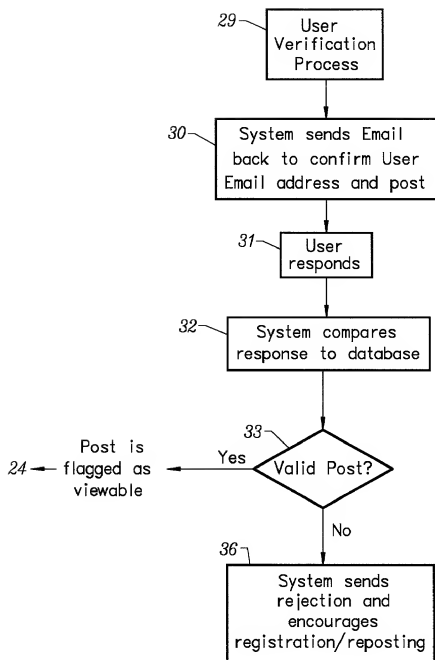 29
User
Verification
Process
30
System sends Email
back to confirm User
Email address and post
31
User
responds
32
System compares
response to database
33
Valid Post?
Yes
Post is
flagged as
viewable
24
No
36
System sends
rejection and
encourages
registration/reposting